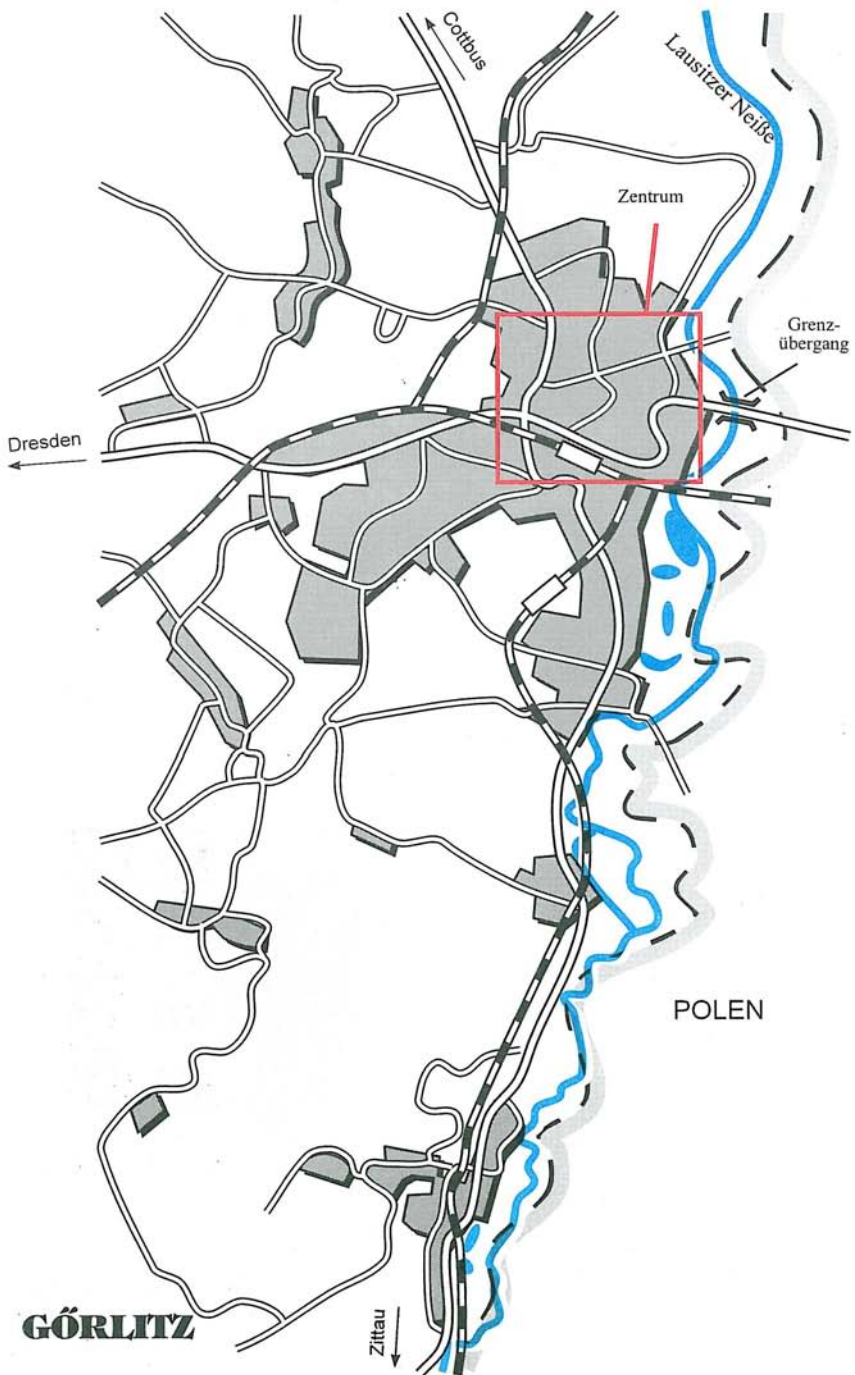 Cottbus
Lausitzer Neiße
Zentrum
Grenz-
übergang
Dresden
POLEN
GŐRLITZ
Zittau